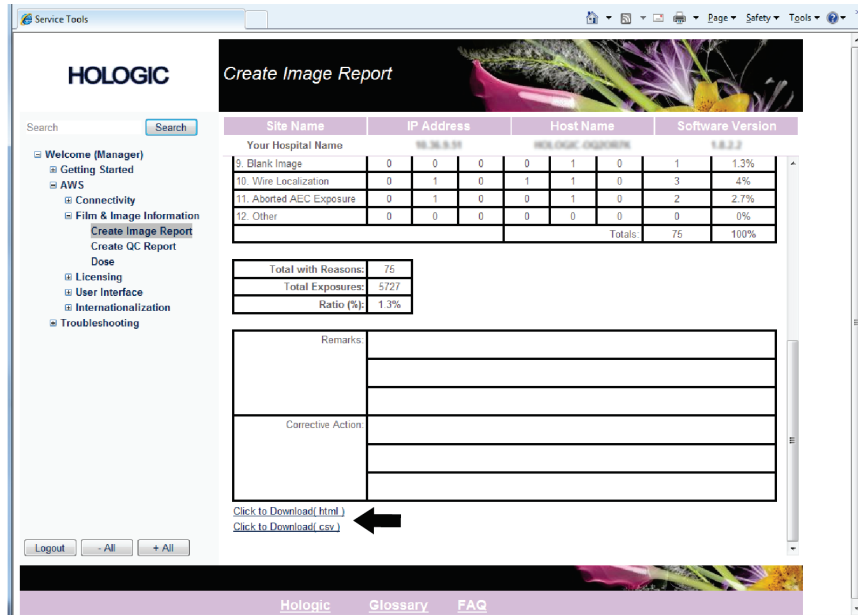 Service Tools
Page Safety Tools
HOLOGIC
Create Image Report
Search Search
Site Name IP Address Host Name Software Version
Your Hospital Name
Welcome (Manager)
Getting Started
AWS
Connectivity
Film & Image Information
Create Image Report
Create QC Report
Dose
Licensing
User Interface
Internationalization
Troubleshooting
9. Blank Image 0 0 0 0 1 0 1 1.3%
10. Wire Localization 0 1 0 1 1 0 3 4%
11. Aborted AEC Exposure 0 1 0 0 1 0 2 2.7%
12. Other 0 0 0 0 0 0 0 0%
Totals: 75 100%
Total with Reasons: 75
Total Exposures: 5727
Ratio (%): 1.3%
Remarks:
Corrective Action:
Click to Download( html )
Click to Download( csv )
Logout - All + All
Hologic Glossary FAQ